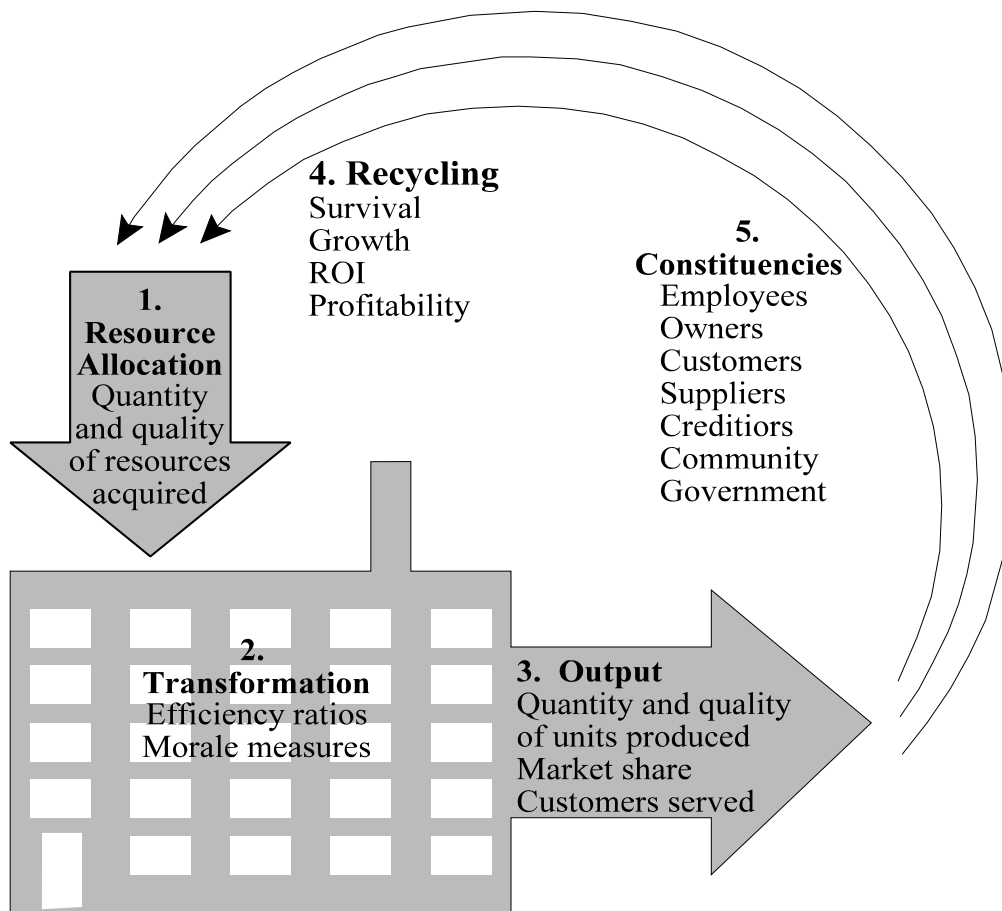 4. Recycling
Survival
Growth
ROI
Profitability
5.
Constituencies
Employees
Owners
Customers
Suppliers
Creditiors
Community
Government
1.
Resource
Allocation
Quantity
and quality
of resources
acquired
2.
Transformation
Efficiency ratios
Morale measures
3. Output
Quantity and quality
of units produced
Market share
Customers served